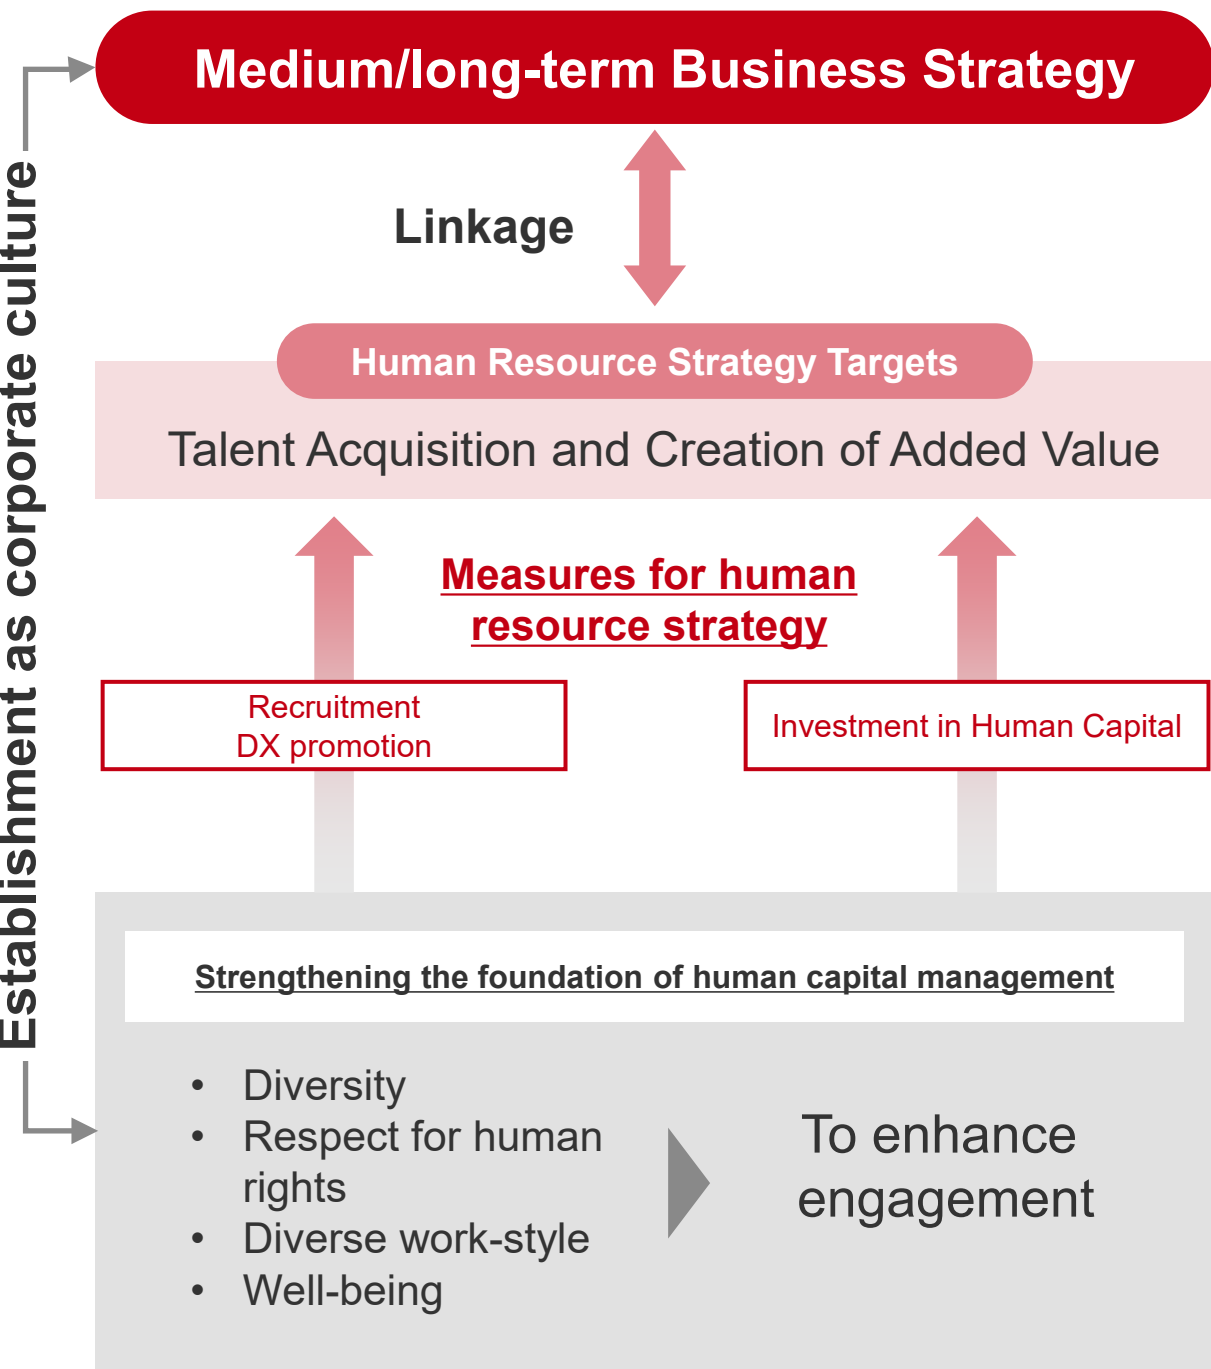 Medium/long-term Business Strategy
Linkage
Establishment as corporate culture
Human Resource Strategy Targets
Talent Acquisition and Creation of Added Value
Measures for human
resource strategy
Recruitment
DX promotion
Investment in Human Capital
Strengthening the foundation of human capital management
• Diversity
• Respect for human
rights
• Diverse work-style
• Well-being
To enhance
engagement